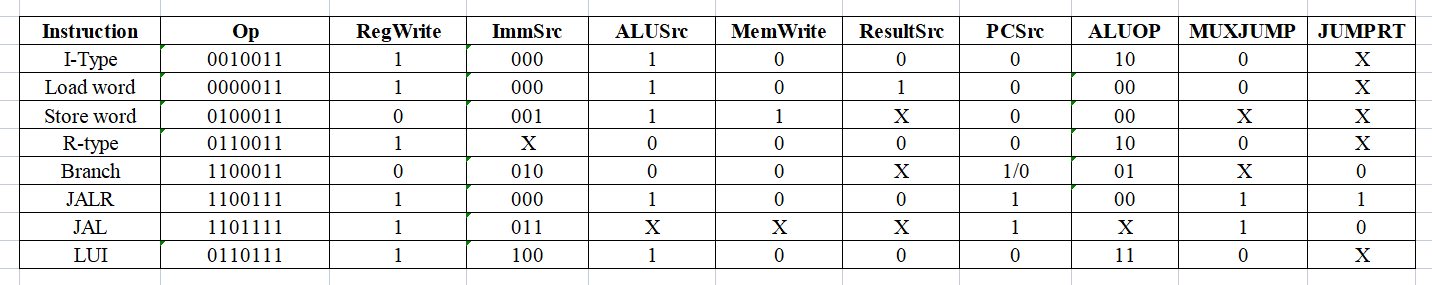 Instruction Op RegWrite ImmSrc ALUSrc MemWrite ResultSrc PCSrc ALUOP MUXJUMP JUMPRT
I-Type 0010011 1 000 1 0 0 0 10 0 X
Load word 0000011 1 000 1 0 1 0 00 0 X
Store word 0100011 0 001 1 1 X 0 00 X X
R-type 0110011 1 X 0 0 0 0 10 0 X
Branch 1100011 0 010 0 0 X 1/0 01 X 0
JALR 1100111 1 000 1 0 0 1 00 1 1
JAL 1101111 1 011 X X X 1 X 1 0
LUI 0110111 1 100 1 0 0 0 11 0 X